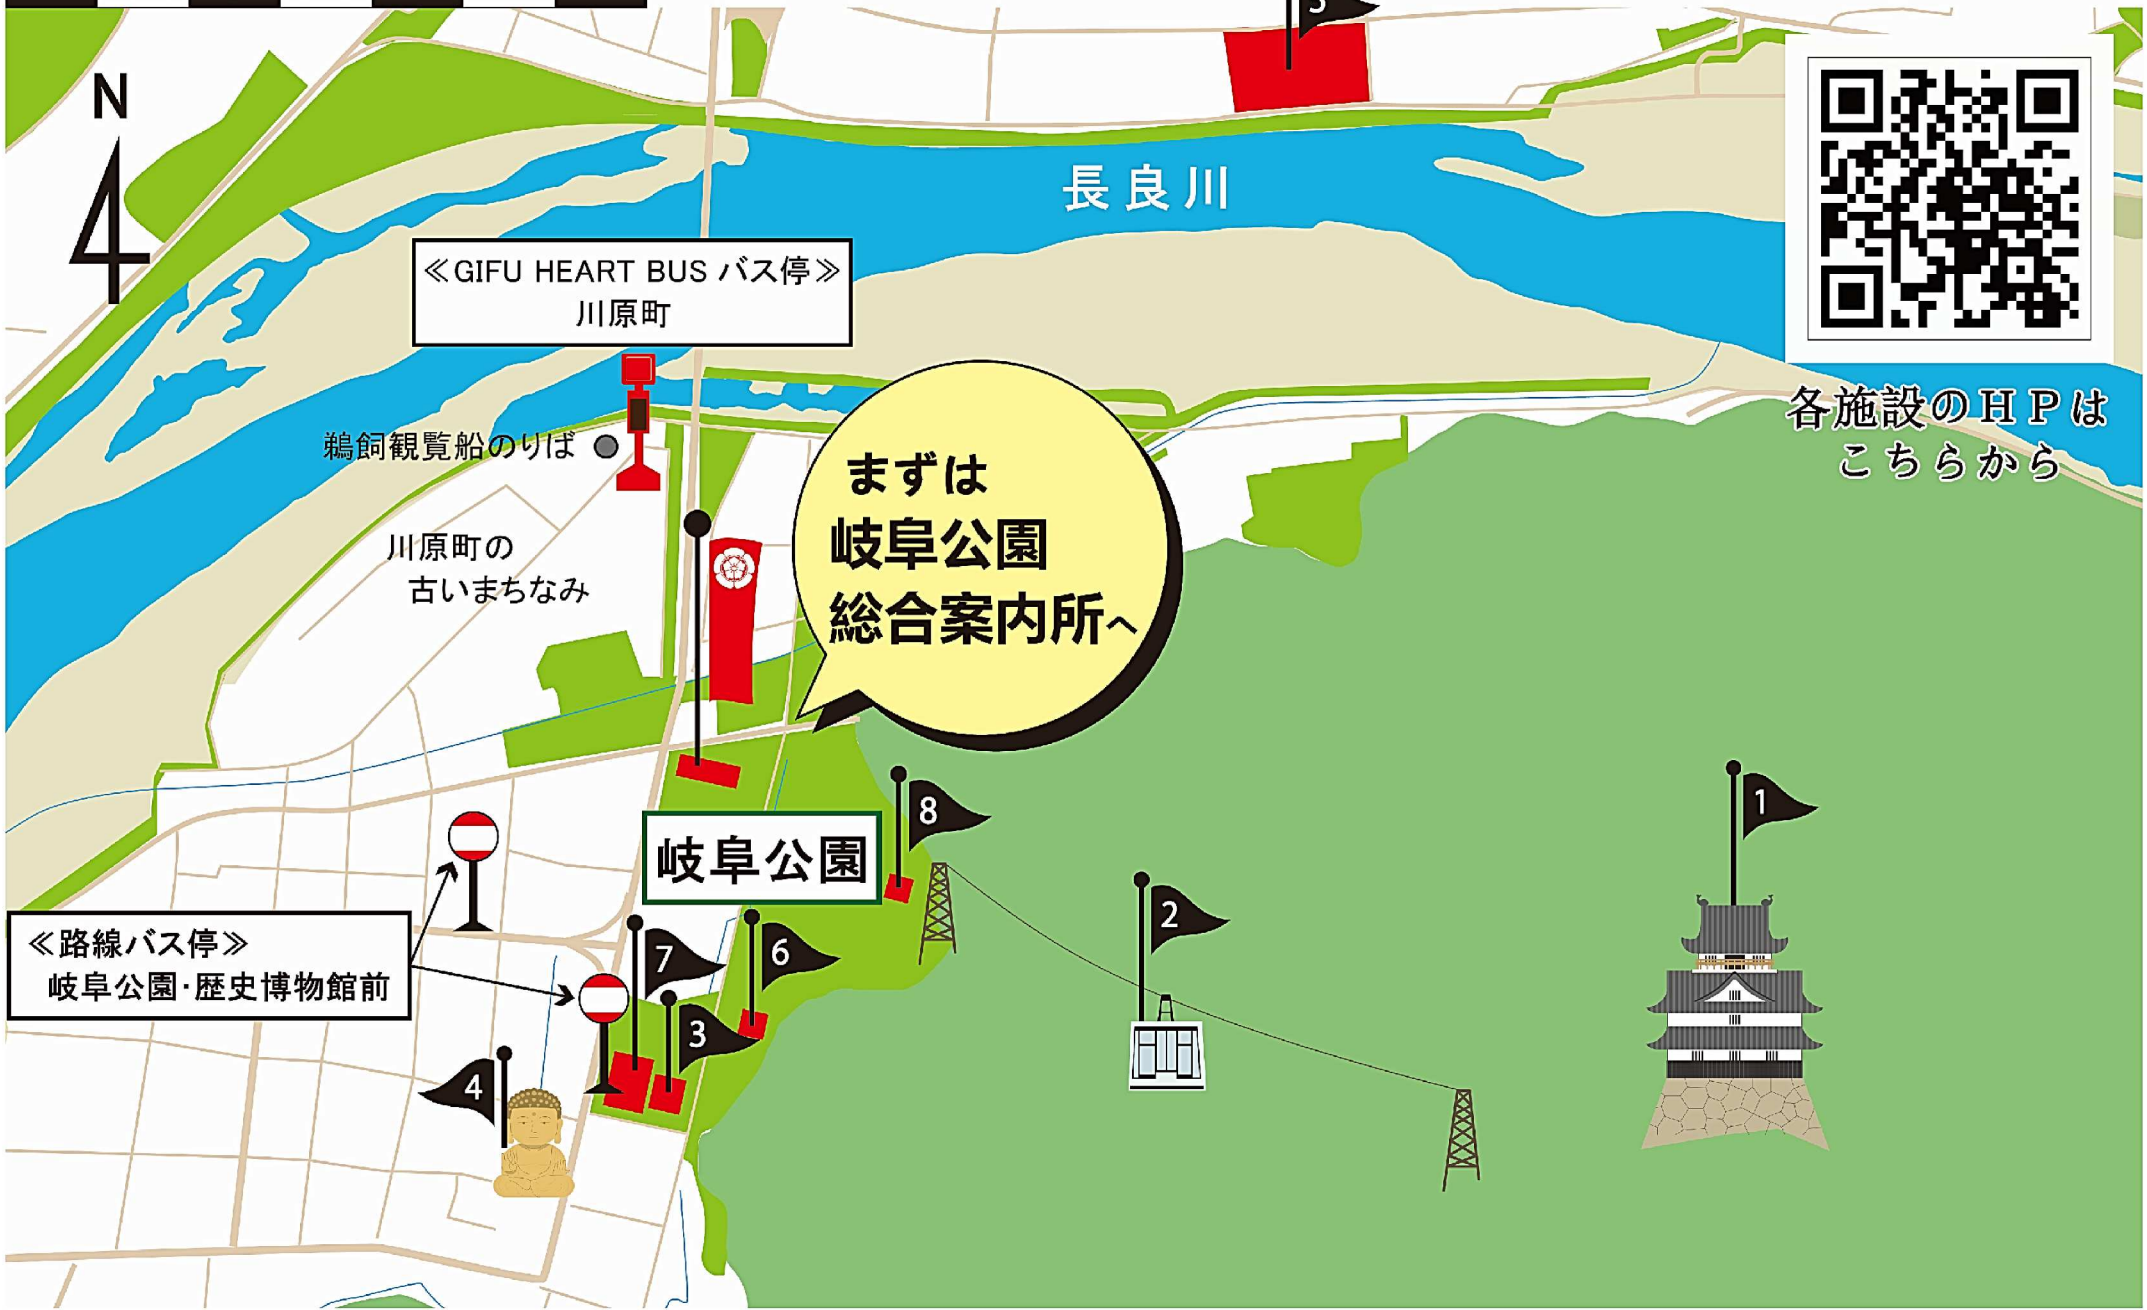 5
N
長良川
≪GIFU HEART BUS バス停≫
川原町
各施設のHPは
こちらから
鵜飼観覧船のりば
まずは
岐阜公園
総合案内所へ
川原町の
古いまちなみ
8
1
岐阜公園
2
≪路線バス停≫
岐阜公園・歴史博物館前
7
6
3
4